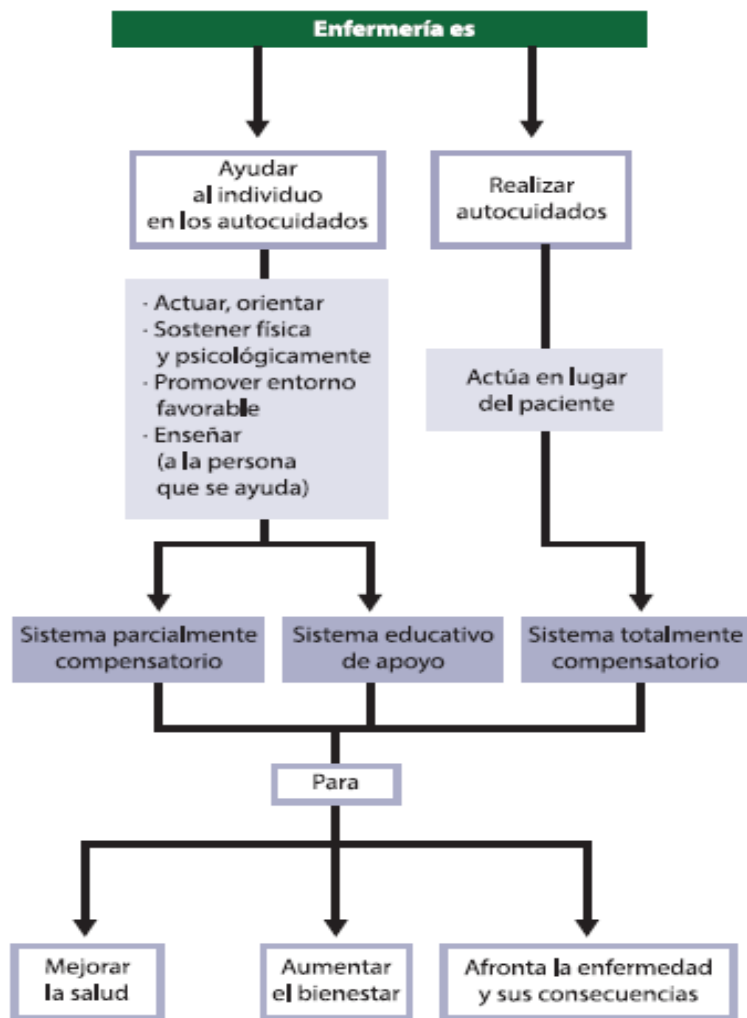 Enfermería es
Ayudar
al individuo
en los autocuidados
Realizar
autocuidados
· Actuar, orientar
· Sostener física
y psicológicamente
· Promover entorno
favorable
· Enseñar
(a la persona
que se ayuda)
Actúa en lugar
del paciente
Sistema parcialmente
compensatorio
Sistema educativo
de apoyo
Sistema totalmente
compensatorio
Para
Mejorar
la salud
Aumentar
el bienestar
Afronta la enfermedad
y sus consecuencias